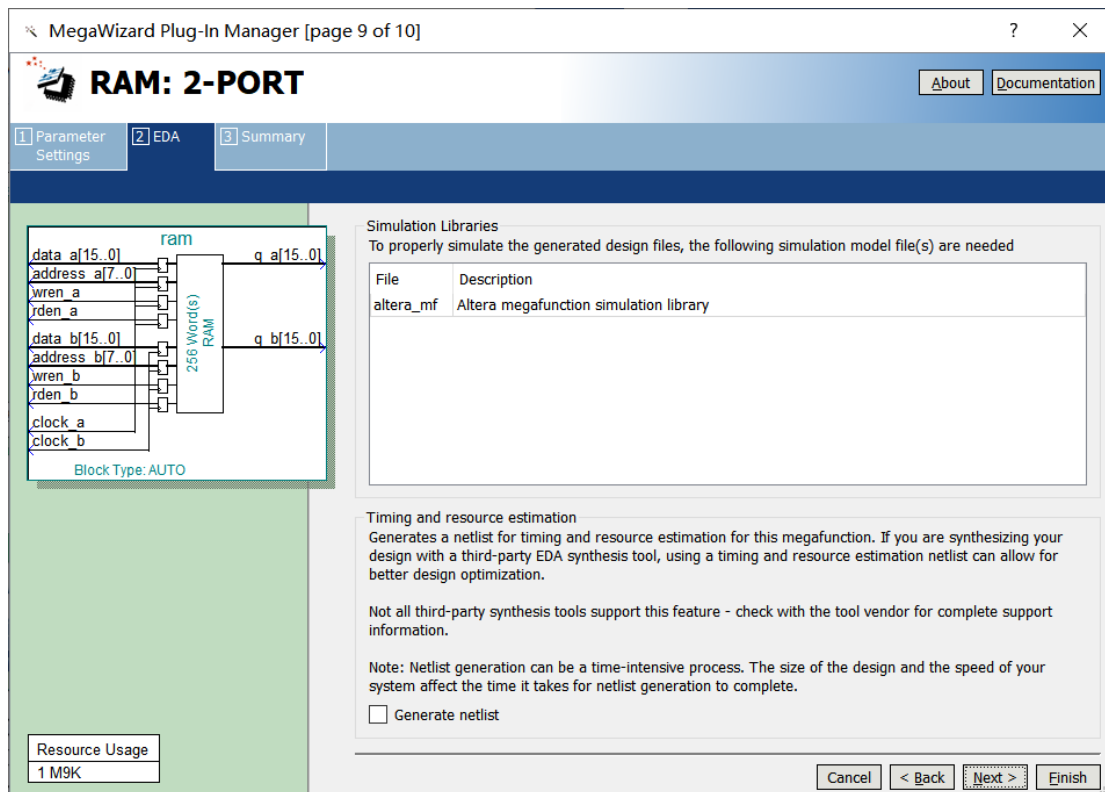 MegaWizard Plug-In Manager [page 9 of 10]
?
RAM: 2-PORT
About
Documentation
1 Parameter Settings
2 EDA
3 Summary
ram
data_a[15..0]
address_a[7..0]
wren_a
rden_a
data_b[15..0]
address_b[7..0]
wren_b
rden_b
clock_a
clock_b
256 Word(s)
RAM
q_a[15..0]
q_b[15..0]
Block Type: AUTO
Resource Usage
1 M9K
Simulation Libraries
To properly simulate the generated design files, the following simulation model file(s) are needed
File Description
altera_mf Altera megafunction simulation library
Timing and resource estimation
Generates a netlist for timing and resource estimation for this megafunction. If you are synthesizing your
design with a third-party EDA synthesis tool, using a timing and resource estimation netlist can allow for
better design optimization.
Not all third-party synthesis tools support this feature - check with the tool vendor for complete support
information.
Note: Netlist generation can be a time-intensive process. The size of the design and the speed of your
system affect the time it takes for netlist generation to complete.
Generate netlist
Cancel
< Back
Next >
Finish